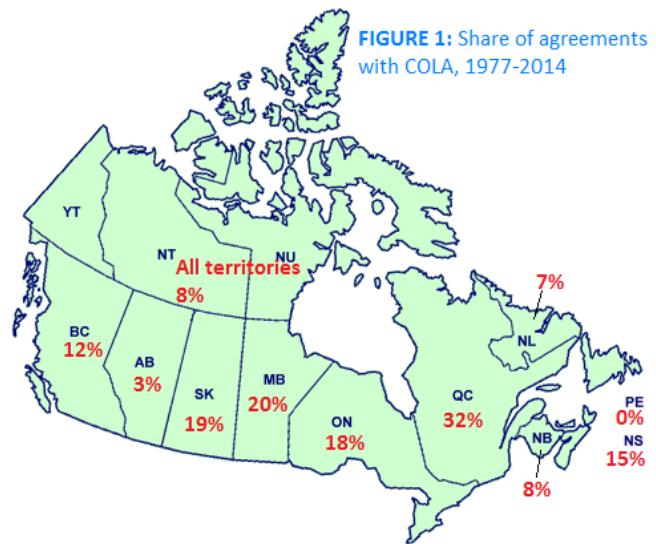 FIGURE 1: Share of agreements
with COLA, 1977-2014
YT
NT
NU
All territories
8%
7%
BC
12%
AB
3%
SK
19%
MB
20%
ON
18%
QC
32%
NL
PE
0%
NB
NS
15%
8%